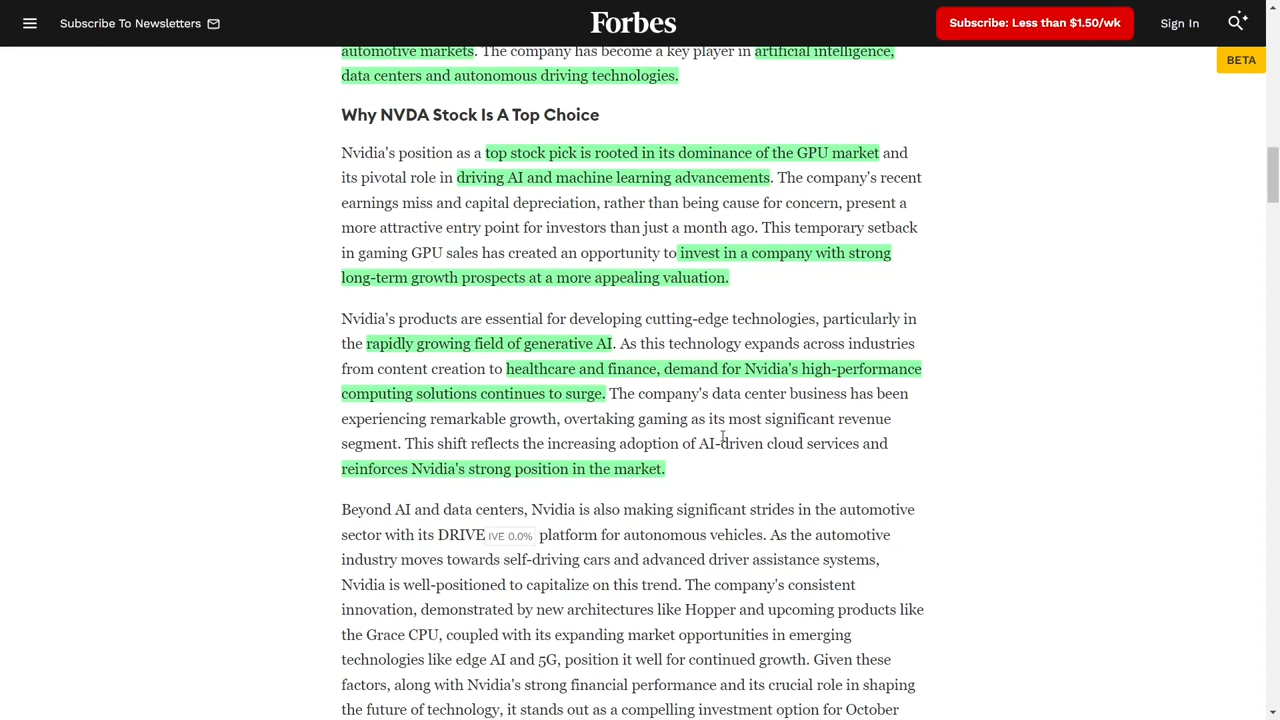 Subscribe To Newsletters
Forbes
Subscribe: Less than $1.50/wk
Sign In
BETA
automotive markets. The company has become a key player in artificial intelligence,
data centers and autonomous driving technologies.
Why NVDA Stock Is A Top Choice
Nvidia's position as a top stock pick is rooted in its dominance of the GPU market and
its pivotal role in driving AI and machine learning advancements. The company's recent
earnings miss and capital depreciation, rather than being cause for concern, present a
more attractive entry point for investors than just a month ago. This temporary setback
in gaming GPU sales has created an opportunity to invest in a company with strong
long-term growth prospects at a more appealing valuation.
Nvidia's products are essential for developing cutting-edge technologies, particularly in
the rapidly growing field of generative AI. As this technology expands across industries
from content creation to healthcare and finance, demand for Nvidia's high-performance
computing solutions continues to surge. The company's data center business has been
experiencing remarkable growth, overtaking gaming as its most significant revenue
segment. This shift reflects the increasing adoption of AI-driven cloud services and
reinforces Nvidia's strong position in the market.
Beyond AI and data centers, Nvidia is also making significant strides in the automotive
sector with its DRIVE IVE 0.0% platform for autonomous vehicles. As the automotive
industry moves towards self-driving cars and advanced driver assistance systems,
Nvidia is well-positioned to capitalize on this trend. The company's consistent
innovation, demonstrated by new architectures like Hopper and upcoming products like
the Grace CPU, coupled with its expanding market opportunities in emerging
technologies like edge AI and 5G, position it well for continued growth. Given these
factors, along with Nvidia's strong financial performance and its crucial role in shaping
the future of technology, it stands out as a compelling investment option for October